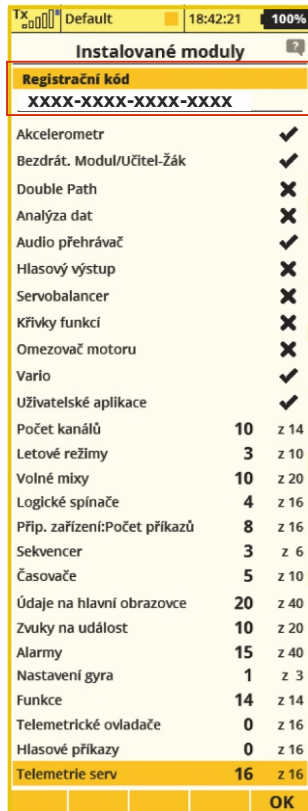 Tx Default 18:42:21 100%
Instalované moduly ?
Registrační kód
XXXX-XXXX-XXXX-XXXX
Akcelerometr
Bezdrát. Modul/Učitel-Žák
Double Path
Analýza dat
Audio přehrávač
Hlasový výstup
Servobalancer
Křivky funkcí
Omezovač motoru
Vario
Uživatelské aplikace
Počet kanálů 10 z 14
Letové režimy 3 z 10
Volné mixy 10 z 20
Logické spínače 4 z 16
Přip. zařízení:Počet příkazů 8 z 16
Sekvencer 3 z 6
Časovače 5 z 10
Údaje na hlavní obrazovce 20 z 40
Zvuky na událost 10 z 20
Alarmy 15 z 40
Nastavení gyra 1 z 3
Funkce 14 z 14
Telemetrické ovladače 0 z 16
Hlasové příkazy 0 z 16
Telemetrie serv 16 z 16
OK